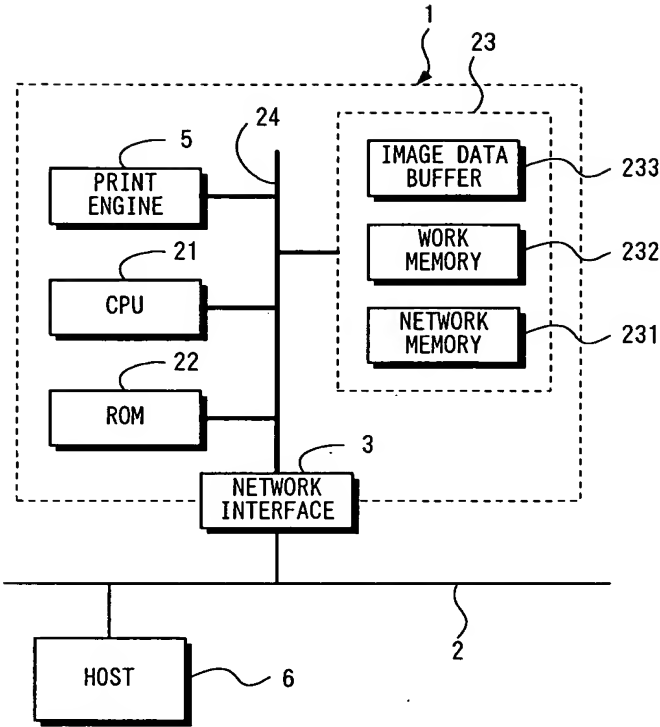 1
23
24
5
PRINT
ENGINE
IMAGE DATA
BUFFER
233
21
CPU
WORK
MEMORY
232
22
ROM
NETWORK
MEMORY
231
3
NETWORK
INTERFACE
2
HOST
6